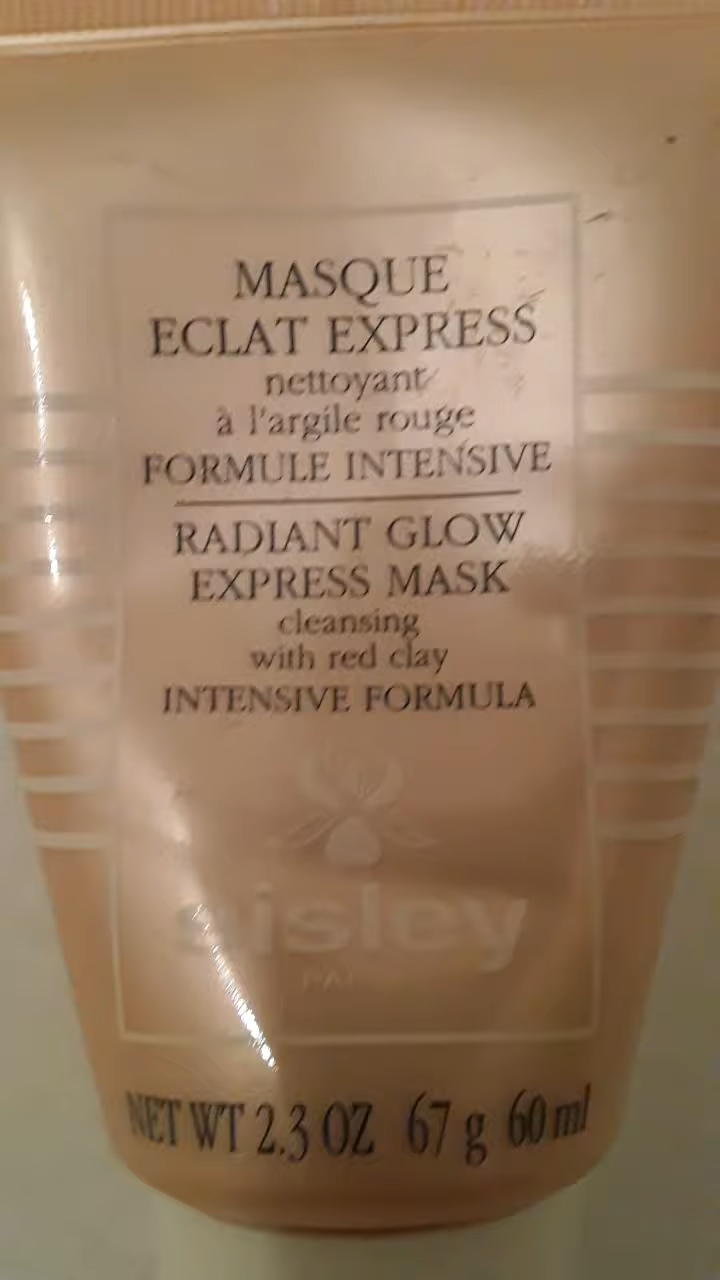 MASQUE
ECLAT EXPRESS
nettoyant
à l'argile rouge
FORMULE INTENSIVE
RADIANT GLOW
EXPRESS MASK
cleansing
with red clay
INTENSIVE FORMULA
sisley
NET WT 2.3 OZ 67 g 60 ml